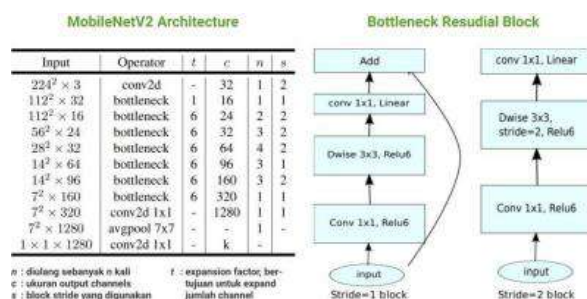 MobileNetV2 Architecture
Input Operator t c n s
224² × 3 conv2d - 32 1 2
112² × 32 bottleneck 1 16 1 1
112² × 16 bottleneck 6 24 2 2
56² × 24 bottleneck 6 32 3 2
28² × 32 bottleneck 6 64 4 2
14² × 64 bottleneck 6 96 3 1
14² × 96 bottleneck 6 160 3 2
7² × 160 bottleneck 6 320 1 1
7² × 320 conv2d 1x1 - 1280 1 1
7² × 1280 avgpool 7x7 - - 1 -
1 × 1 × 1280 conv2d 1x1 - k -
n : diulang sebanyak n kali
c : ukuran output channels
s : block stride yang digunakan
t : expansion factor, ber-
tujuan untuk expand
jumlah channel
Bottleneck Resudial Block
Add
conv 1x1, Linear
Dwise 3x3, Relu6
Conv 1x1, Relu6
input
Stride=1 block
conv 1x1, Linear
Dwise 3x3,
stride=2, Relu6
Conv 1x1, Relu6
input
Stride=2 block